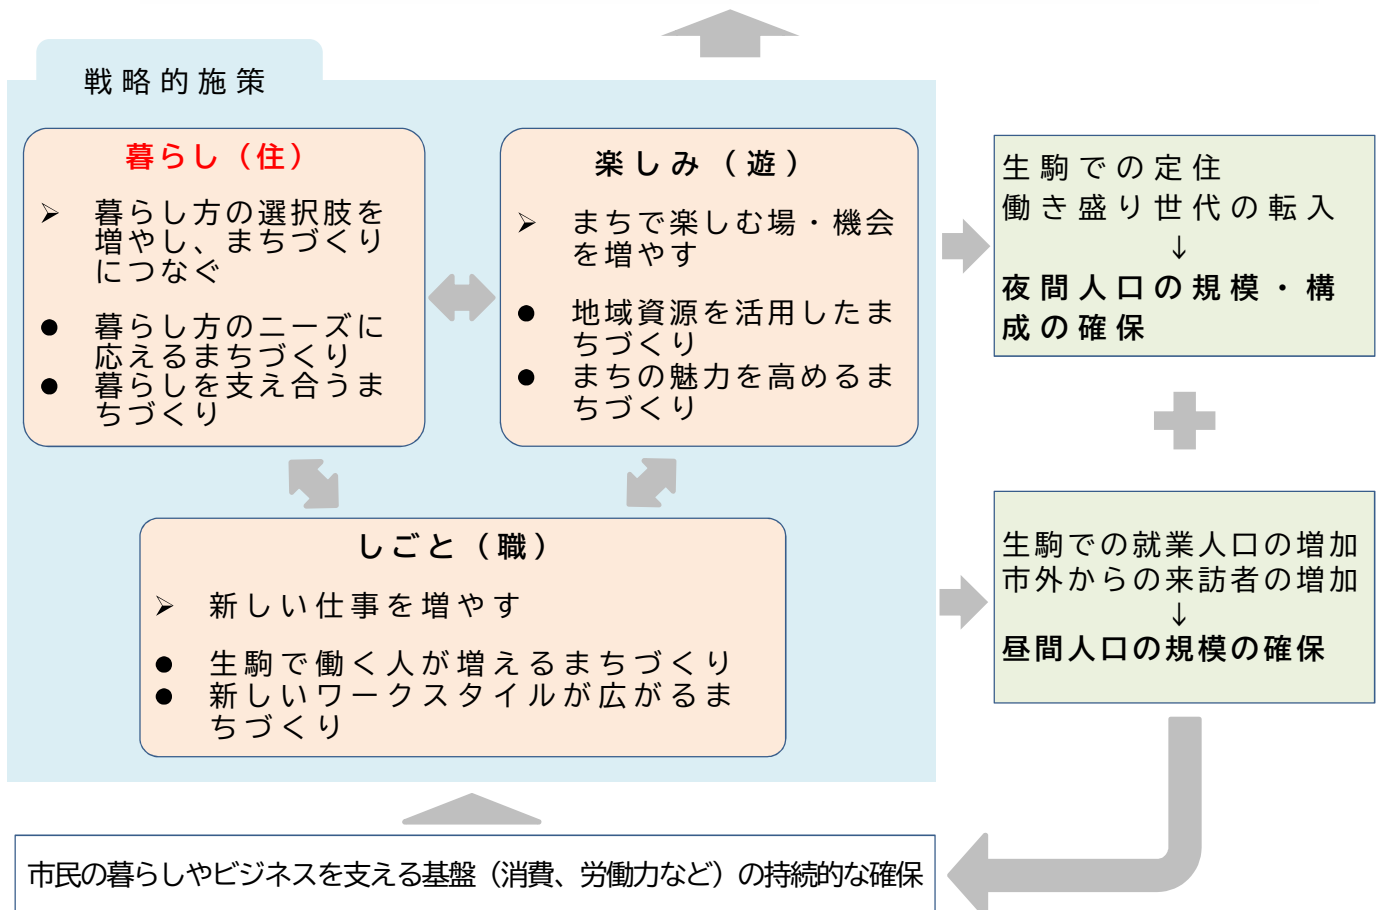 戦略的施策
暮らし（住）
➢ 暮らし方の選択肢を
増やし、まちづくり
につなぐ
● 暮らし方のニーズに
応えるまちづくり
● 暮らしを支え合うま
ちづくり
楽しみ（遊）
➢ まちで楽しむ場・機会
を増やす
● 地域資源を活用したま
ちづくり
● まちの魅力を高めるま
ちづくり
しごと（職）
➢ 新しい仕事を増やす
● 生駒で働く人が増えるまちづくり
● 新しいワークスタイルが広がるま
ちづくり
生駒での定住
働き盛り世代の転入
↓
夜間人口の規模・構
成の確保
生駒での就業人口の増加
市外からの来訪者の増加
↓
昼間人口の規模の確保
市民の暮らしやビジネスを支える基盤（消費、労働力など）の持続的な確保